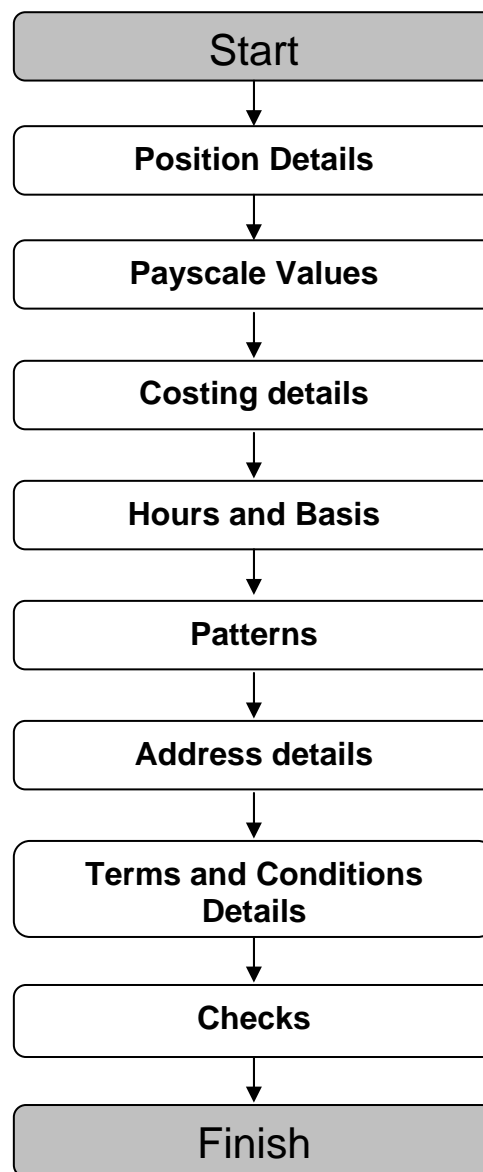 Start
Position Details
Payscale Values
Costing details
Hours and Basis
Patterns
Address details
Terms and Conditions
Details
Checks
Finish